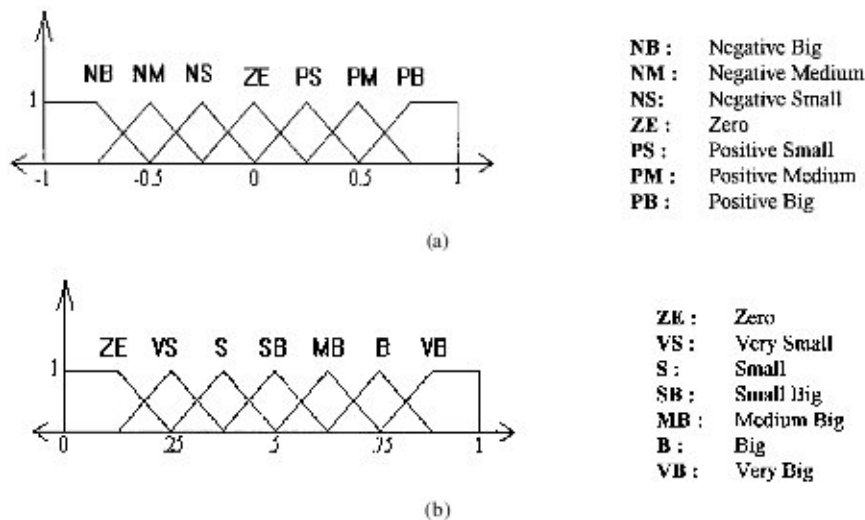 NB NM NS ZE PS PM PB
1
-1 -0.5 0 0.5 1
NB : Negative Big
NM : Negative Medium
NS: Negative Small
ZE : Zero
PS : Positive Small
PM : Positive Medium
PB : Positive Big
(a)
ZE VS S SB MB B VB
1
0 .25 .5 .75 1
ZE : Zero
VS : Very Small
S : Small
SB : Small Big
MB : Medium Big
B : Big
VB : Very Big
(b)